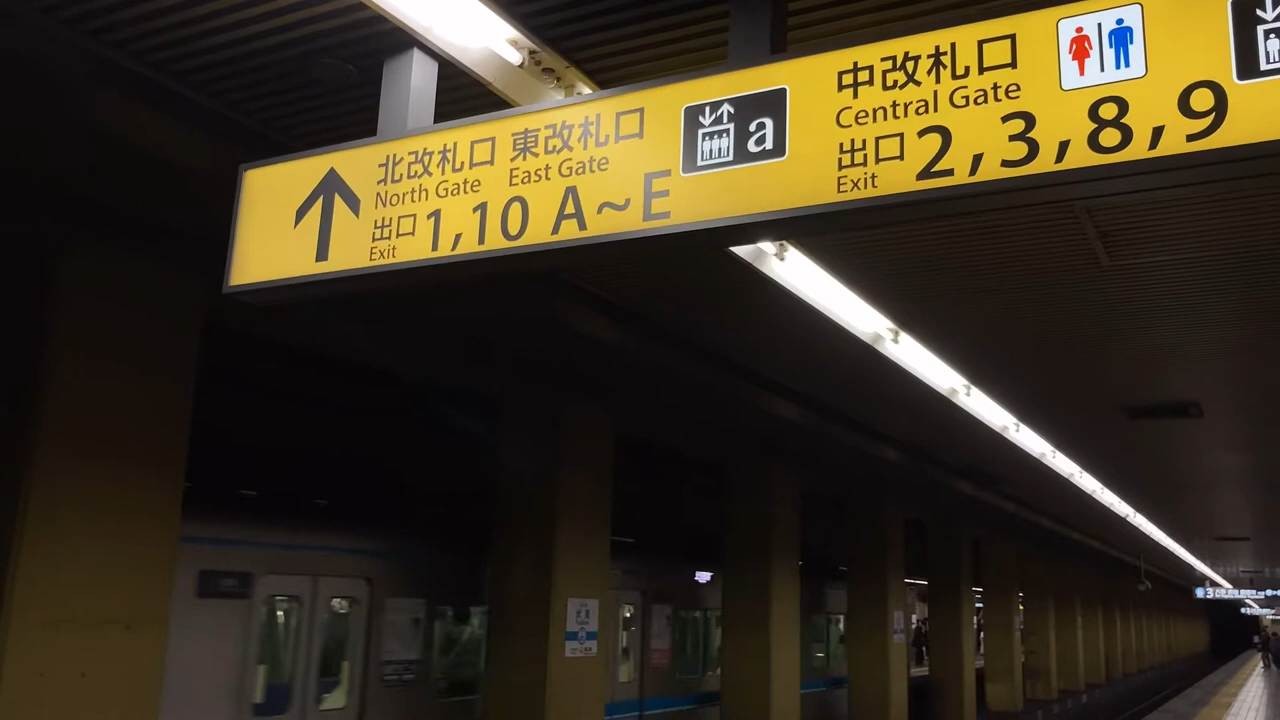 北改札口 東改札口
North Gate East Gate
出口 1,10 A~E
Exit
a
中改札口
Central Gate
出口 2,3,8,9
Exit
3